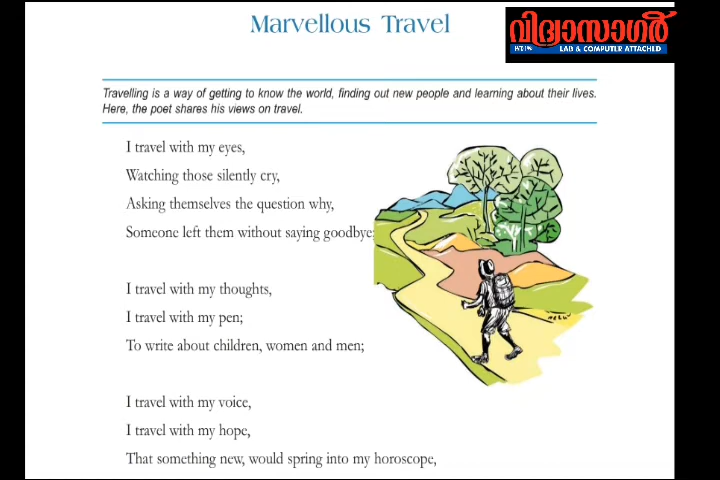 Marvellous Travel
വിദ്യാസാഗർ
LAB & COMPUTER ATTACHED
Travelling is a way of getting to know the world, finding out new people and learning about their lives.
Here, the poet shares his views on travel.
I travel with my eyes,
Watching those silently cry,
Asking themselves the question why,
Someone left them without saying goodbye;
I travel with my thoughts,
I travel with my pen;
To write about children, women and men;
I travel with my voice,
I travel with my hope,
That something new, would spring into my horoscope,